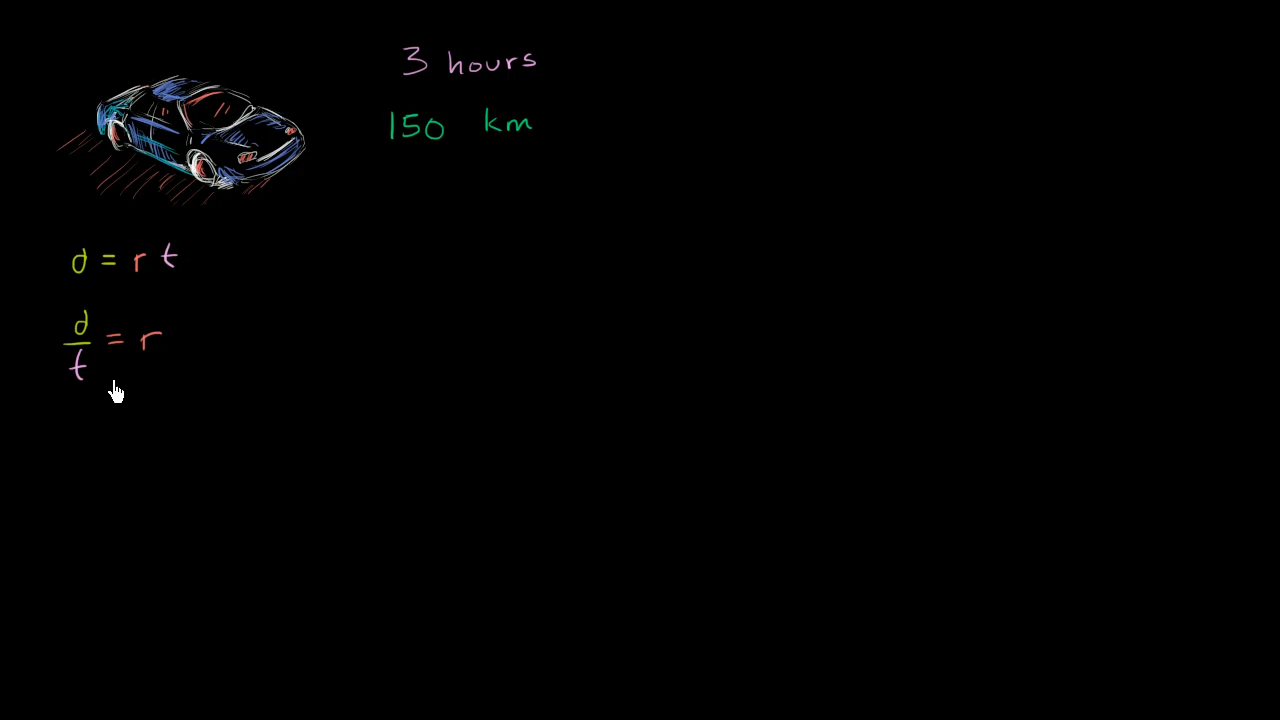 3 hours
150 km
d = r t
d/t = r